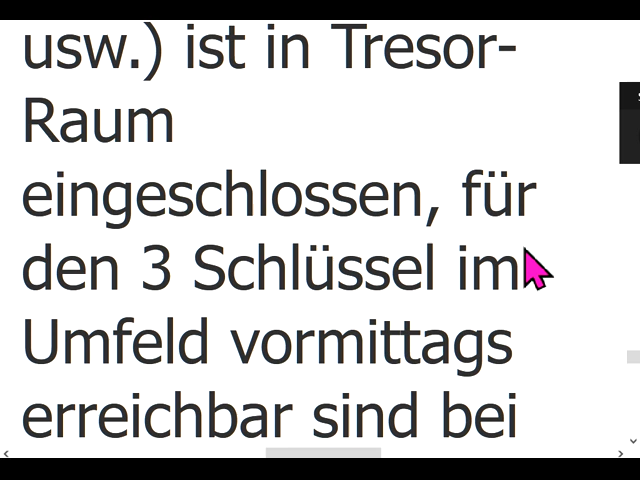 usw.) ist in Tresor-
Raum
eingeschlossen, für
den 3 Schlüssel im
Umfeld vormittags
erreichbar sind bei